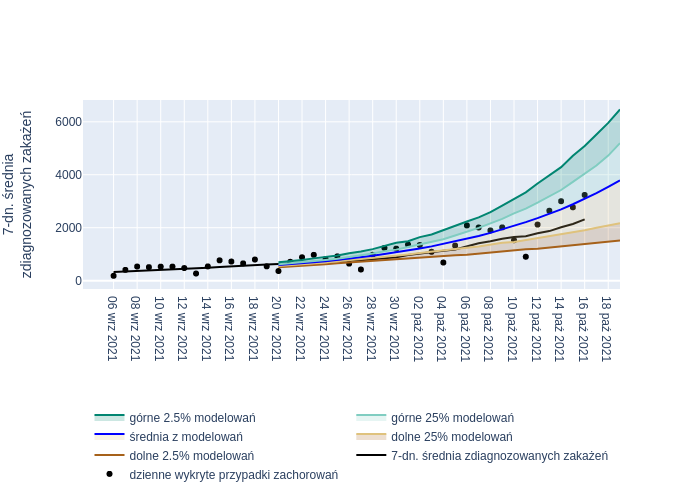 7-dn. średnia
zdiagnozowanych zakażeń
6000
4000
2000
0
06 wrz 2021
08 wrz 2021
10 wrz 2021
12 wrz 2021
14 wrz 2021
16 wrz 2021
18 wrz 2021
20 wrz 2021
22 wrz 2021
24 wrz 2021
26 wrz 2021
28 wrz 2021
30 wrz 2021
02 paź 2021
04 paź 2021
06 paź 2021
08 paź 2021
10 paź 2021
12 paź 2021
14 paź 2021
16 paź 2021
18 paź 2021
górne 2.5% modelowań
górne 25% modelowań
średnia z modelowań
dolne 25% modelowań
dolne 2.5% modelowań
7-dn. średnia zdiagnozowanych zakażeń
dzienne wykryte przypadki zachorowań